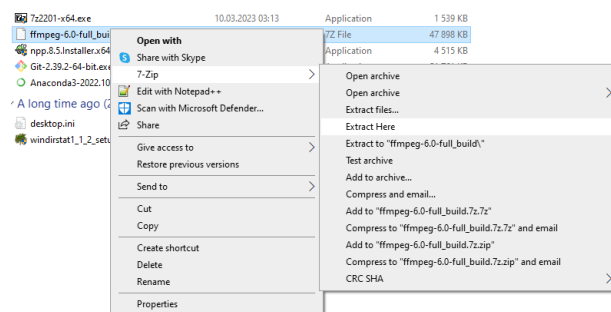 7z2201-x64.exe 10.03.2023 03:13 Application 1 539 KB
ffmpeg-6.0-full_bui 7Z File 47 898 KB
npp.8.5.Installer.x64 Application 4 515 KB
Git-2.39.2-64-bit.exe
Anaconda3-2022.10
A long time ago (2
desktop.ini
windirstat1_1_2_setu
Open with
Share with Skype
7-Zip
Edit with Notepad++
Scan with Microsoft Defender...
Share
Give access to
Restore previous versions
Send to
Cut
Copy
Create shortcut
Delete
Rename
Properties
Open archive
Open archive
Extract files...
Extract Here
Extract to "ffmpeg-6.0-full_build\"
Test archive
Add to archive...
Compress and email...
Add to "ffmpeg-6.0-full_build.7z.7z"
Compress to "ffmpeg-6.0-full_build.7z.7z" and email
Add to "ffmpeg-6.0-full_build.7z.zip"
Compress to "ffmpeg-6.0-full_build.7z.zip" and email
CRC SHA